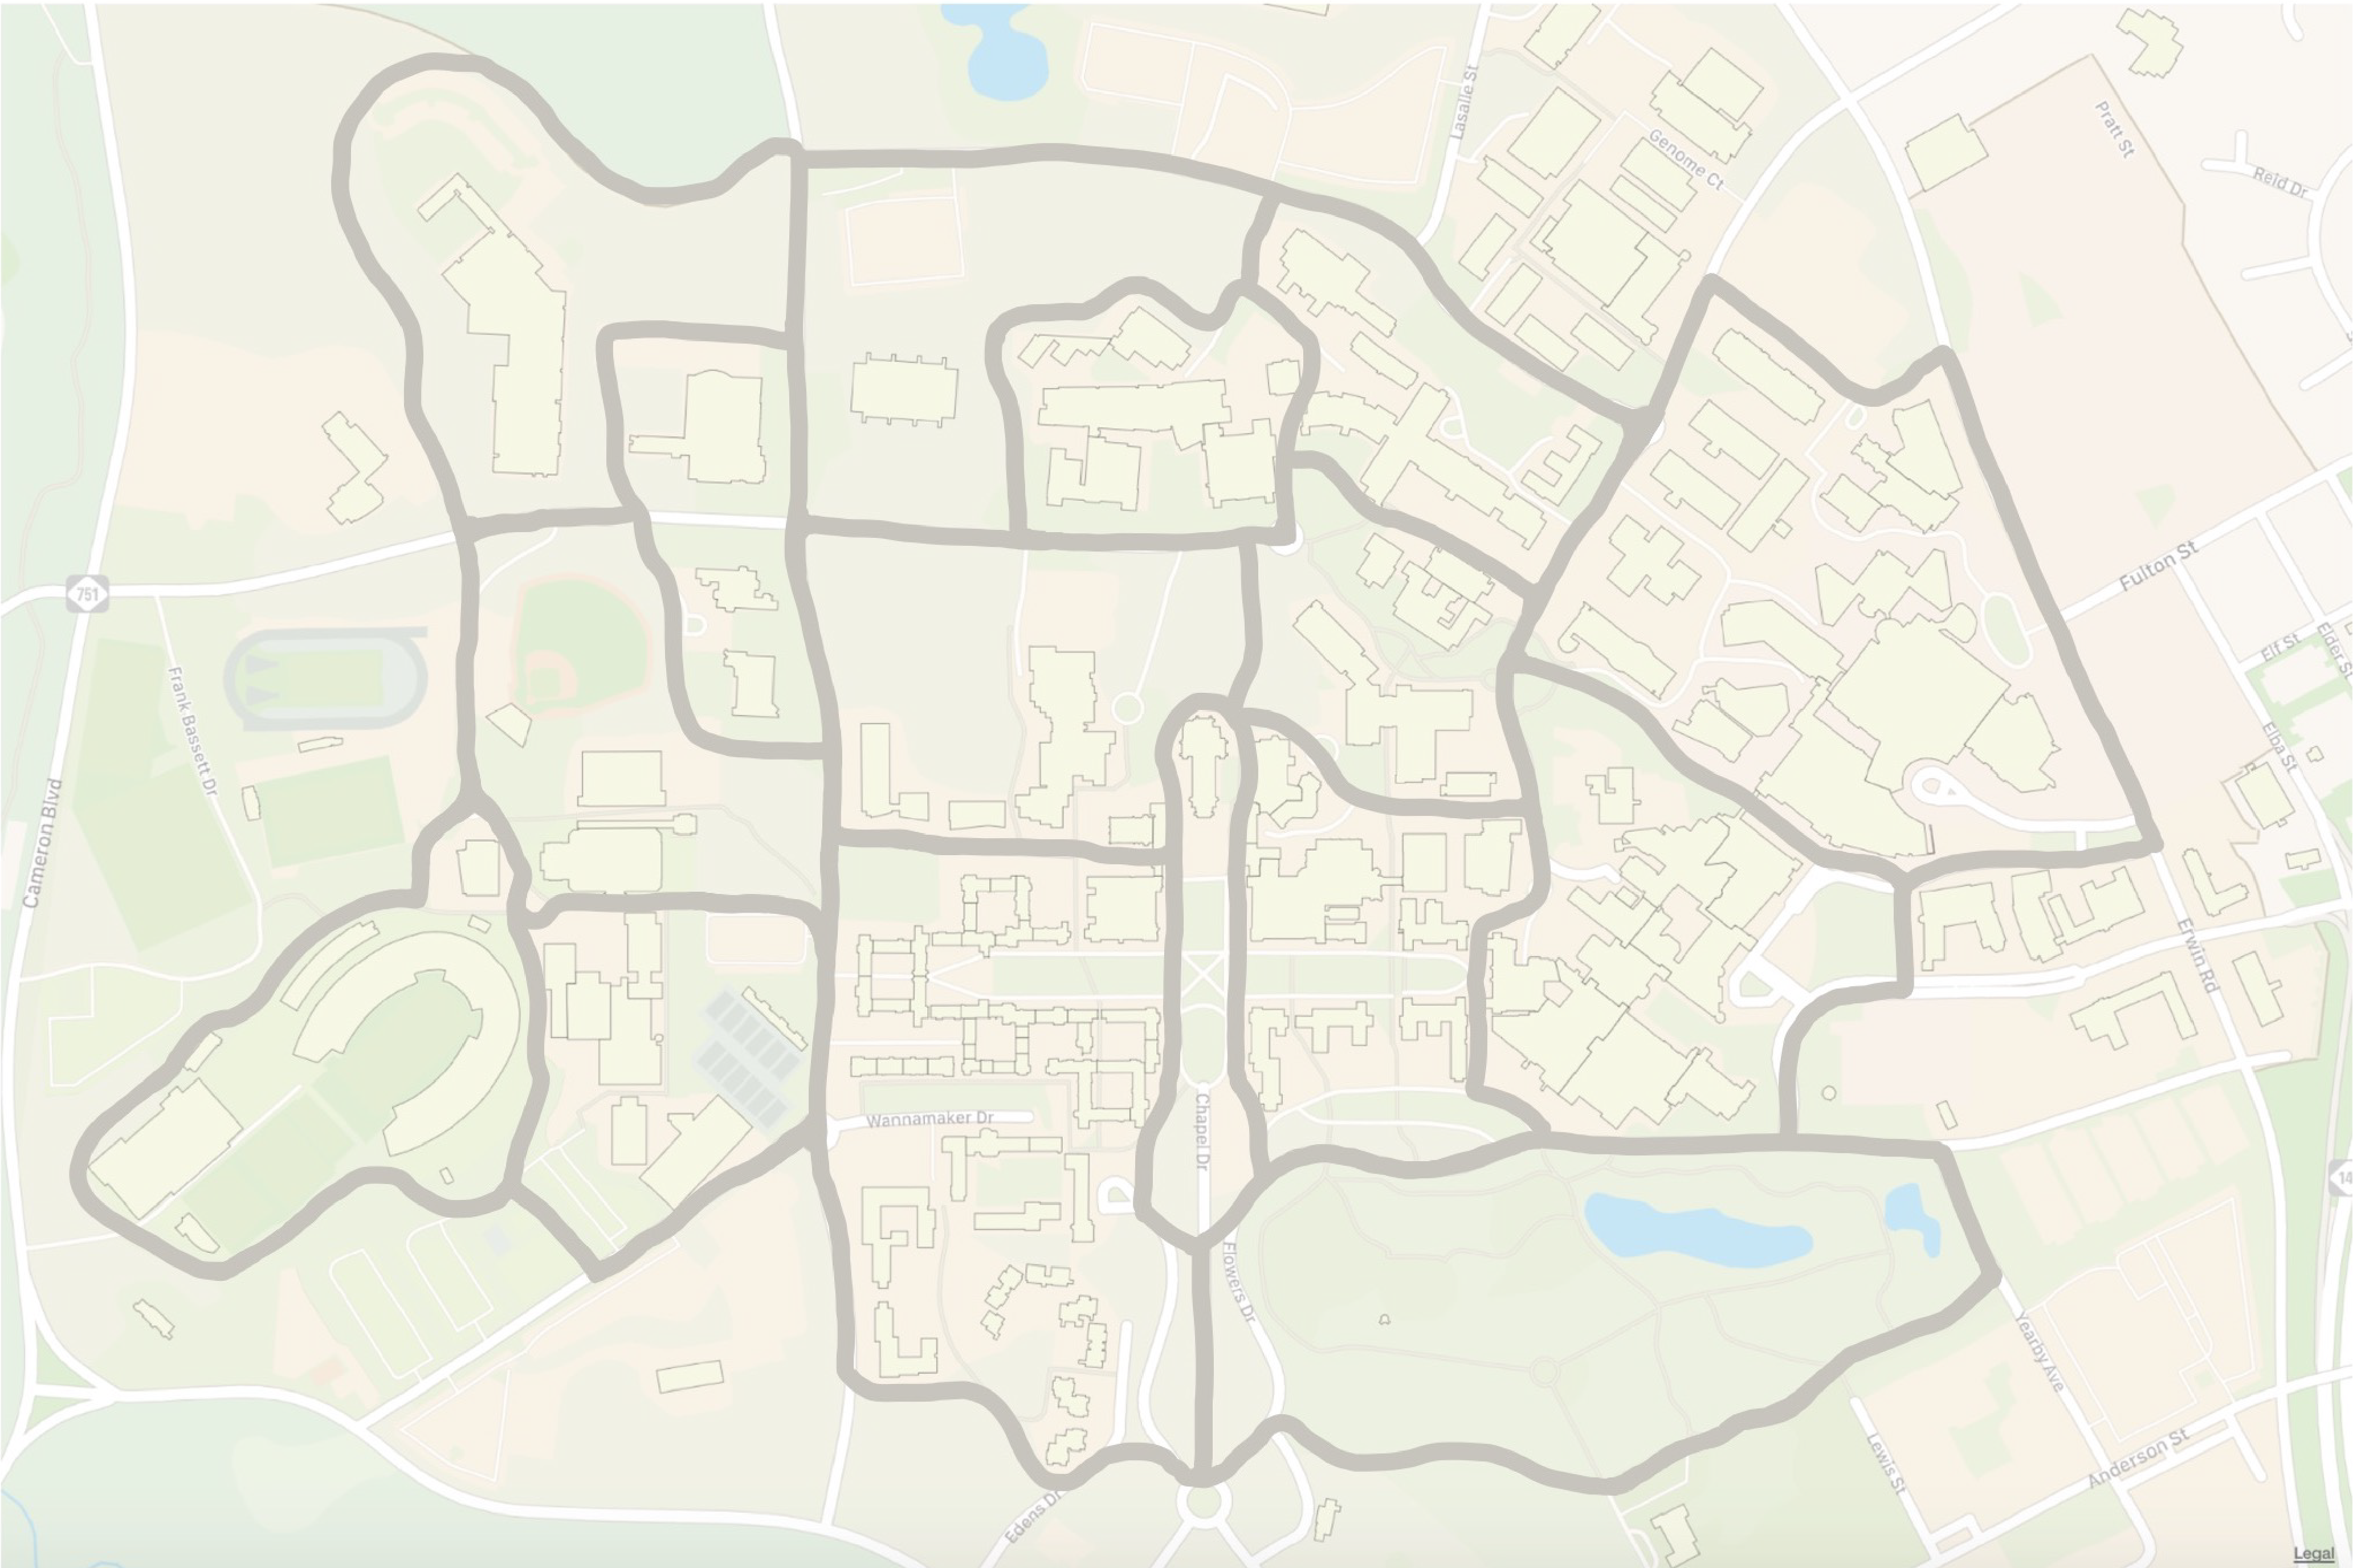 Lasalle St
Genome Ct
Pratt St
Reid Dr
751
Fulton St
Elf St
Elder St
Elba St
Frank Bassett Dr
Cameron Blvd
Erwin Rd
Wannamaker Dr
Chapel Dr
Flowers Dr
14
Yearby Ave
Lewis St
Anderson St
Edens Dr
Legal